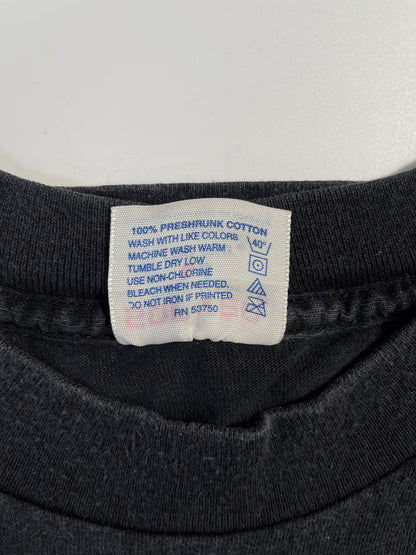 100% PRESHRUNK COTTON
WASH WITH LIKE COLORS
MACHINE WASH WARM
TUMBLE DRY LOW
USE NON-CHLORINE
BLEACH WHEN NEEDED.
DO NOT IRON IF PRINTED
RN 53750
40°